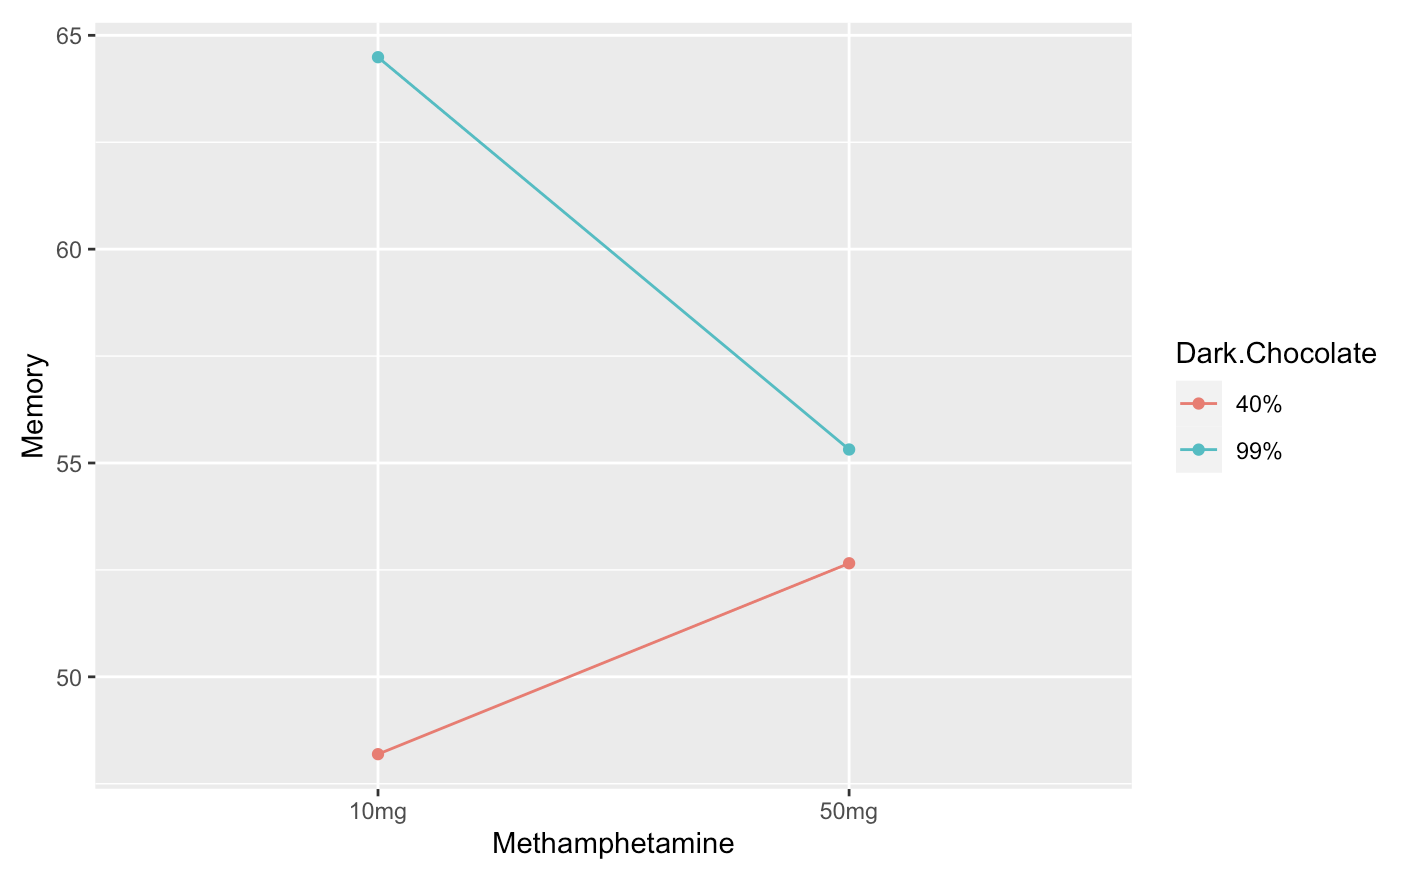 65
60
55
50
Memory
10mg
50mg
Methamphetamine
Dark.Chocolate
40%
99%